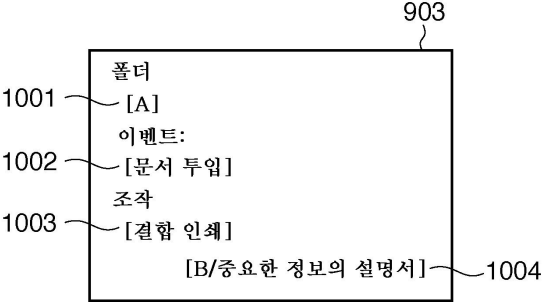 903
폴더
1001 [A]
이벤트:
1002 [문서 투입]
조작
1003 [결합 인쇄]
[B/중요한 정보의 설명서] 1004